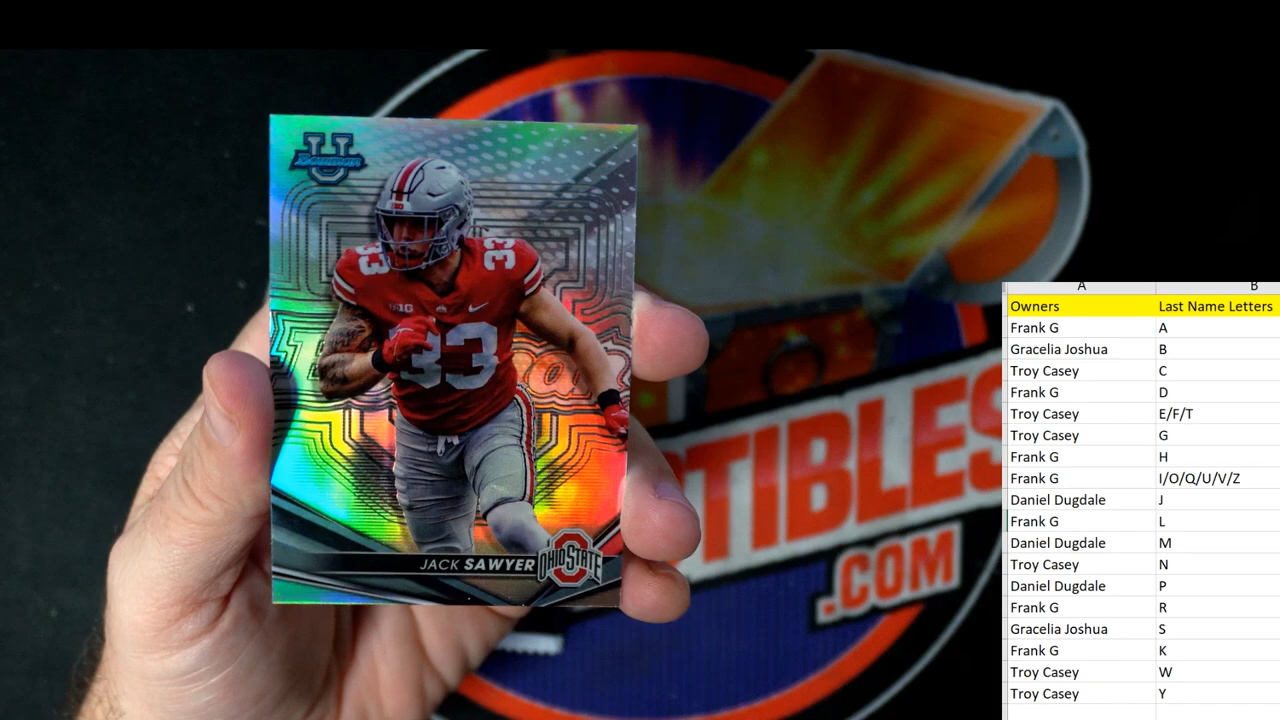 U
Bowman
33
33
B1G
33
JACK SAWYER
OHIO STATE
TIBLES
.COM
A B
Owners Last Name Letters
Frank G A
Gracelia Joshua B
Troy Casey C
Frank G D
Troy Casey E/F/T
Troy Casey G
Frank G H
Frank G I/O/Q/U/V/Z
Daniel Dugdale J
Frank G L
Daniel Dugdale M
Troy Casey N
Daniel Dugdale P
Frank G R
Gracelia Joshua S
Frank G K
Troy Casey W
Troy Casey Y